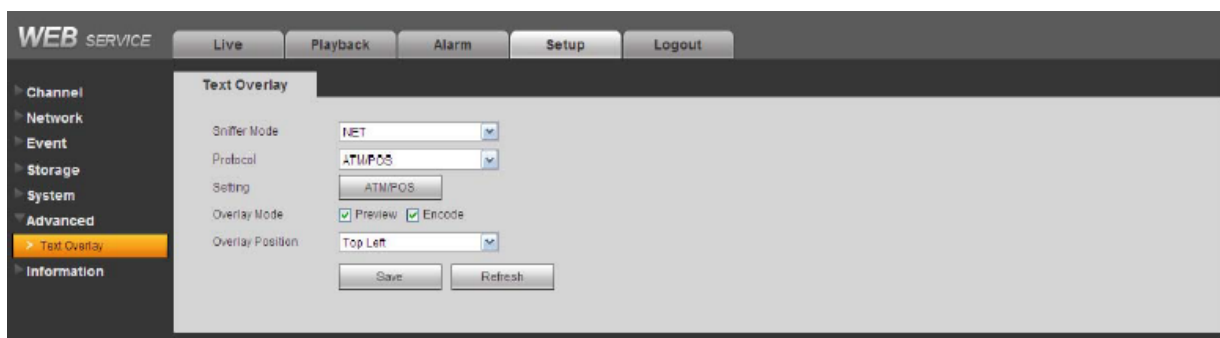 WEB SERVICE
Live Playback Alarm Setup Logout
Channel
Network
Event
Storage
System
Advanced
Text Overlay
Information
Text Overlay
Sniffer Mode NET
Protocol ATM/POS
Setting ATM/POS
Overlay Mode Preview Encode
Overlay Position Top Left
Save Refresh